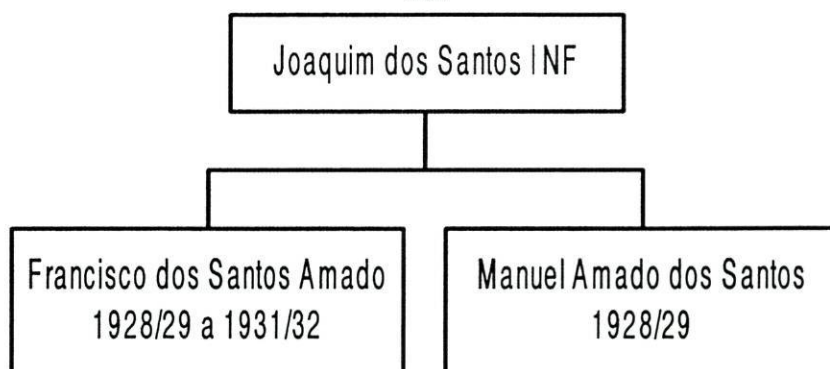 Joaquim dos Santos INF
Francisco dos Santos Amado
1928/29 a 1931/32
Manuel Amado dos Santos
1928/29